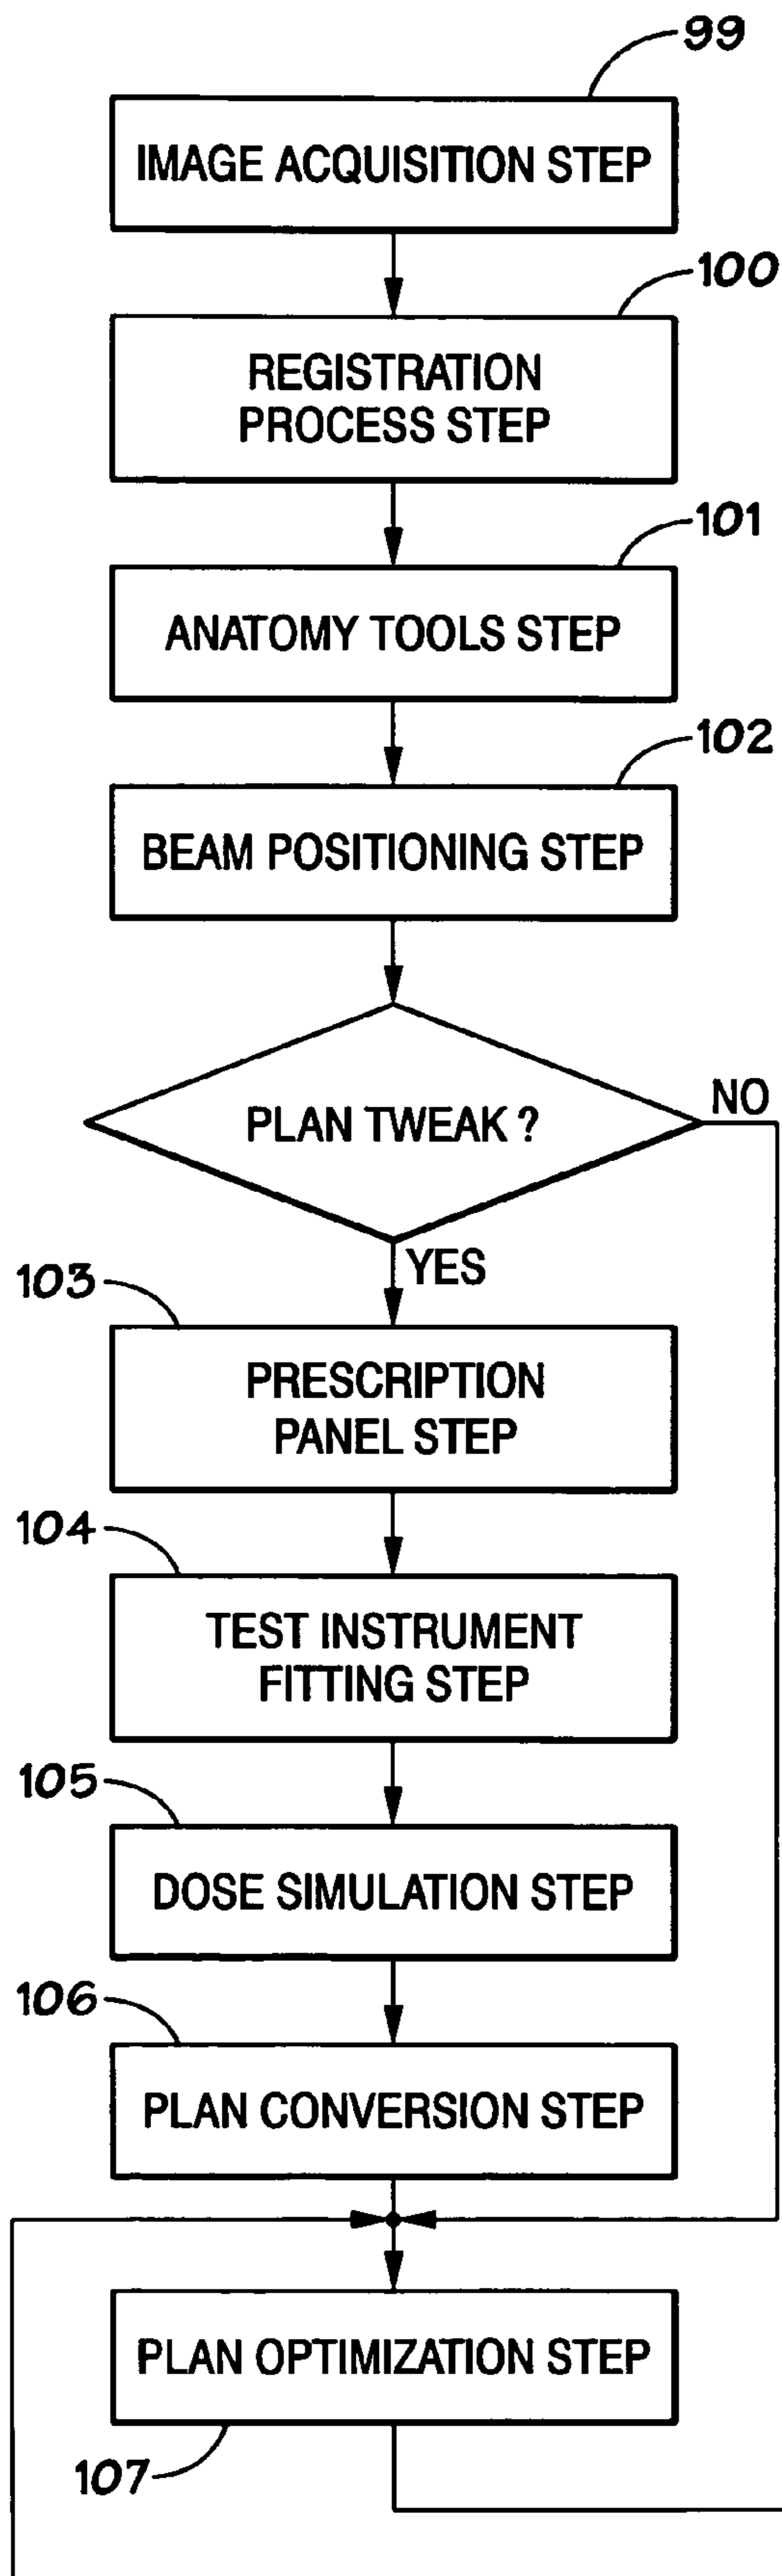 99
IMAGE ACQUISITION STEP
100
REGISTRATION
PROCESS STEP
101
ANATOMY TOOLS STEP
102
BEAM POSITIONING STEP
PLAN TWEAK ?
NO
YES
103
PRESCRIPTION
PANEL STEP
104
TEST INSTRUMENT
FITTING STEP
105
DOSE SIMULATION STEP
106
PLAN CONVERSION STEP
PLAN OPTIMIZATION STEP
107